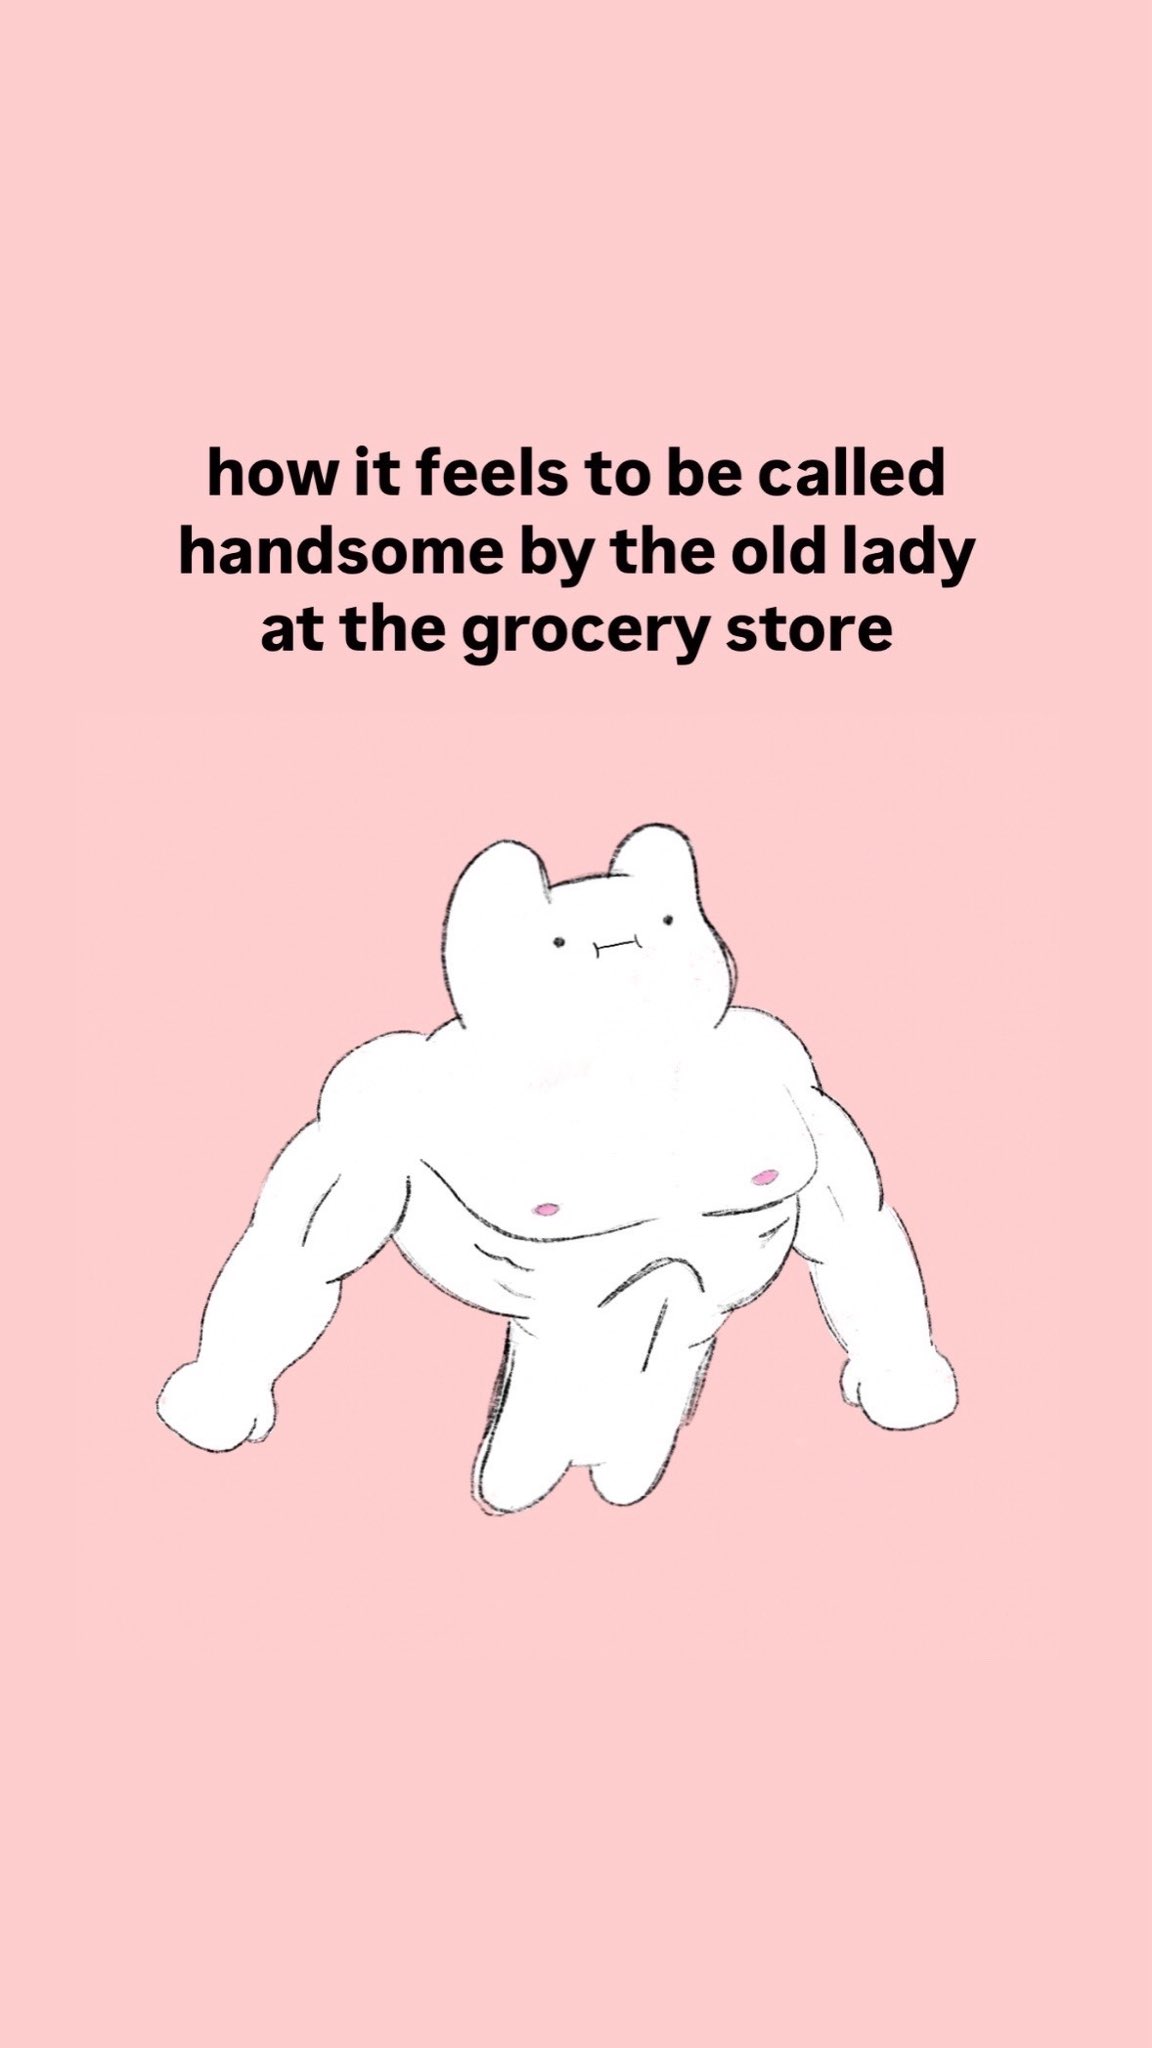 how it feels to be called
handsome by the old lady
at the grocery store